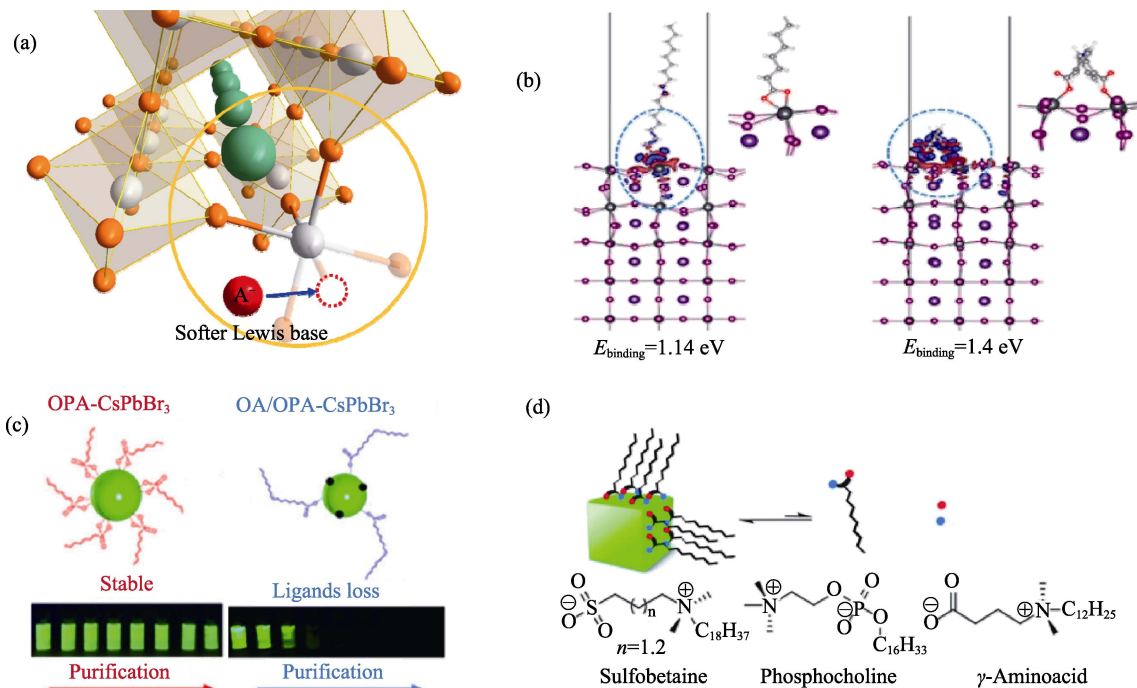 (a)
A⁻
Softer Lewis base
(b)
E_binding=1.14 eV
E_binding=1.4 eV
(c)
OPA-CsPbBr₃
OA/OPA-CsPbBr₃
Stable
Ligands loss
Purification
Purification
(d)
O
O
⊖O
S
n
N
⊕
C₁₈H₃₇
n=1.2
Sulfobetaine
N
⊕
O
O
P
⊖O
O
C₁₆H₃₃
Phosphocholine
O
⊖O
⊕
N
C₁₂H₂₅
γ-Aminoacid